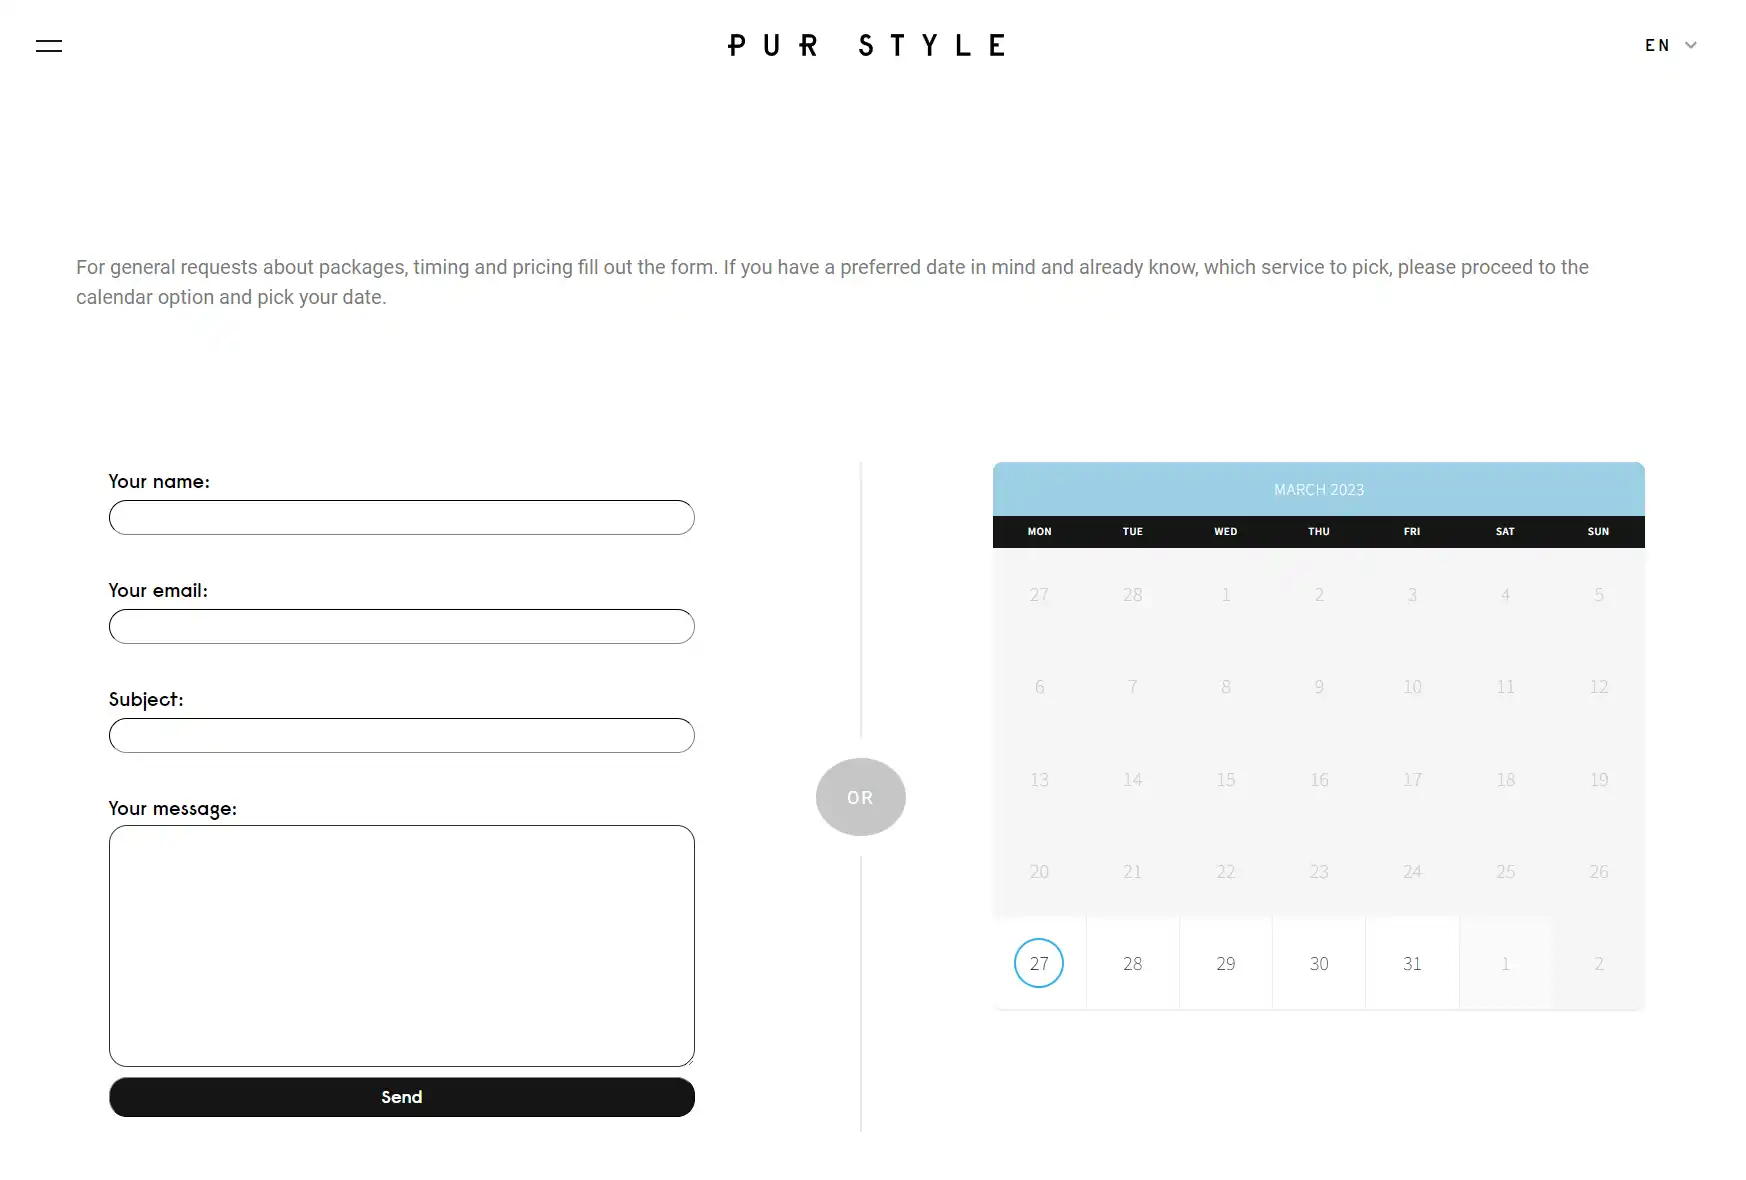 PUR STYLE
EN
For general requests about packages, timing and pricing fill out the form. If you have a preferred date in mind and already know, which service to pick, please proceed to the
calendar option and pick your date.
Your name:
Your email:
Subject:
Your message:
Send
OR
MARCH 2023
MON TUE WED THU FRI SAT SUN
27 28 1 2 3 4 5
6 7 8 9 10 11 12
13 14 15 16 17 18 19
20 21 22 23 24 25 26
27 28 29 30 31 1 2